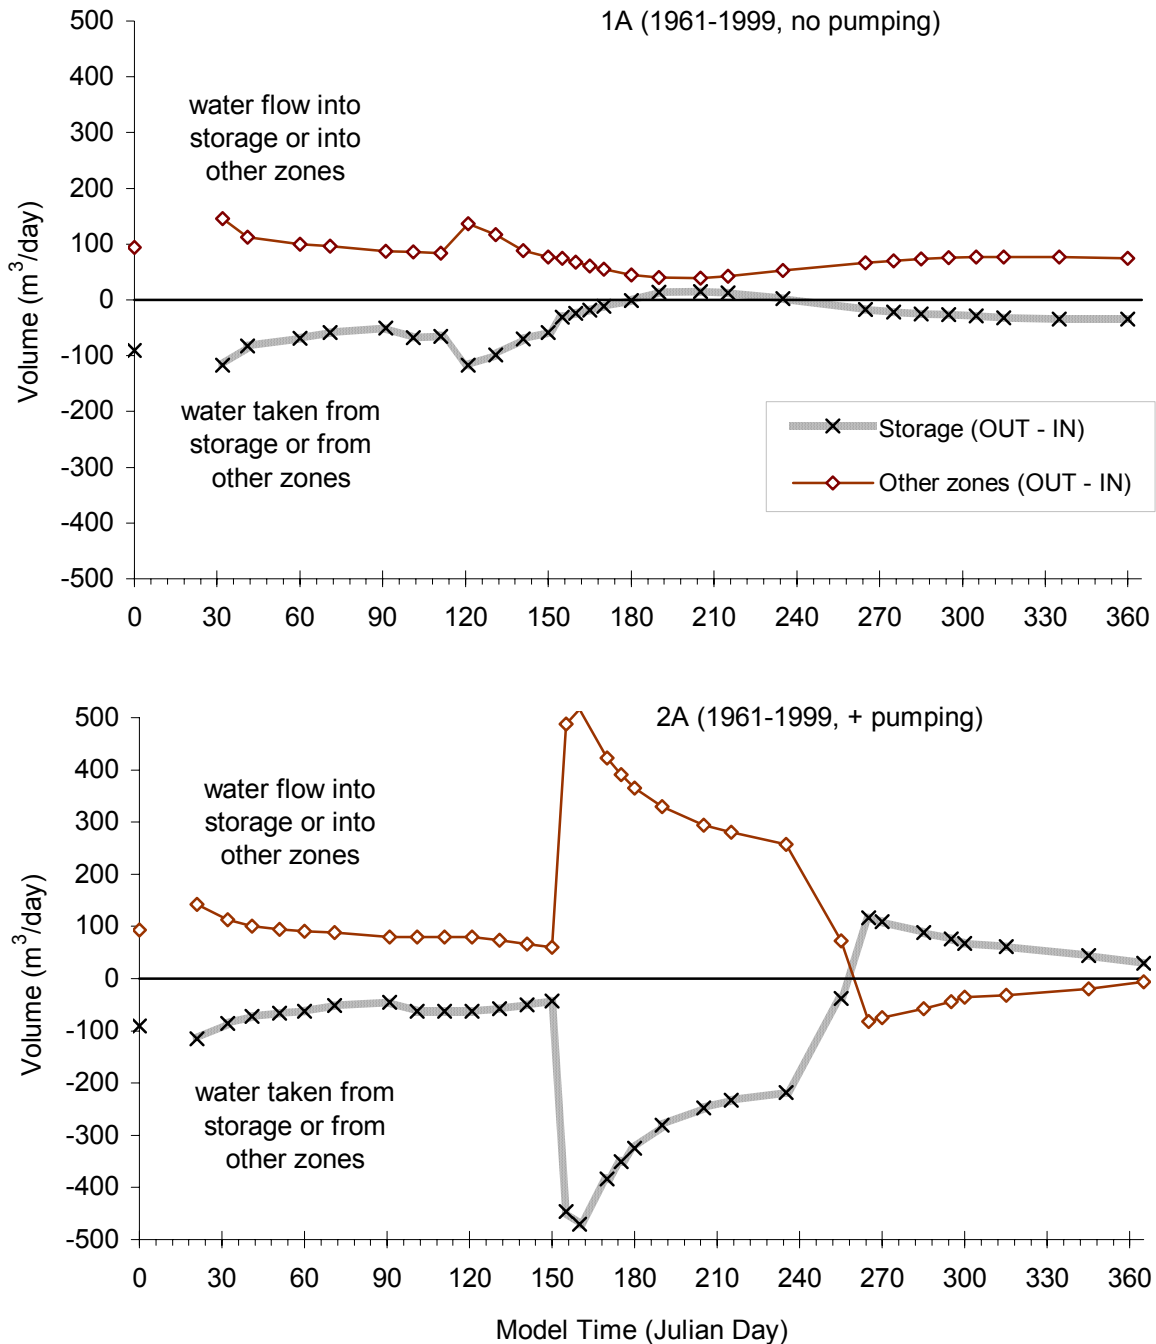 1A (1961-1999, no pumping)
500
400
300
200
100
0
-100
-200
-300
-400
-500
Volume (m³/day)
water flow into
storage or into
other zones
water taken from
storage or from
other zones
Storage (OUT - IN)
Other zones (OUT - IN)
0 30 60 90 120 150 180 210 240 270 300 330 360
2A (1961-1999, + pumping)
500
400
300
200
100
0
-100
-200
-300
-400
-500
Volume (m³/day)
water flow into
storage or into
other zones
water taken from
storage or from
other zones
0 30 60 90 120 150 180 210 240 270 300 330 360
Model Time (Julian Day)